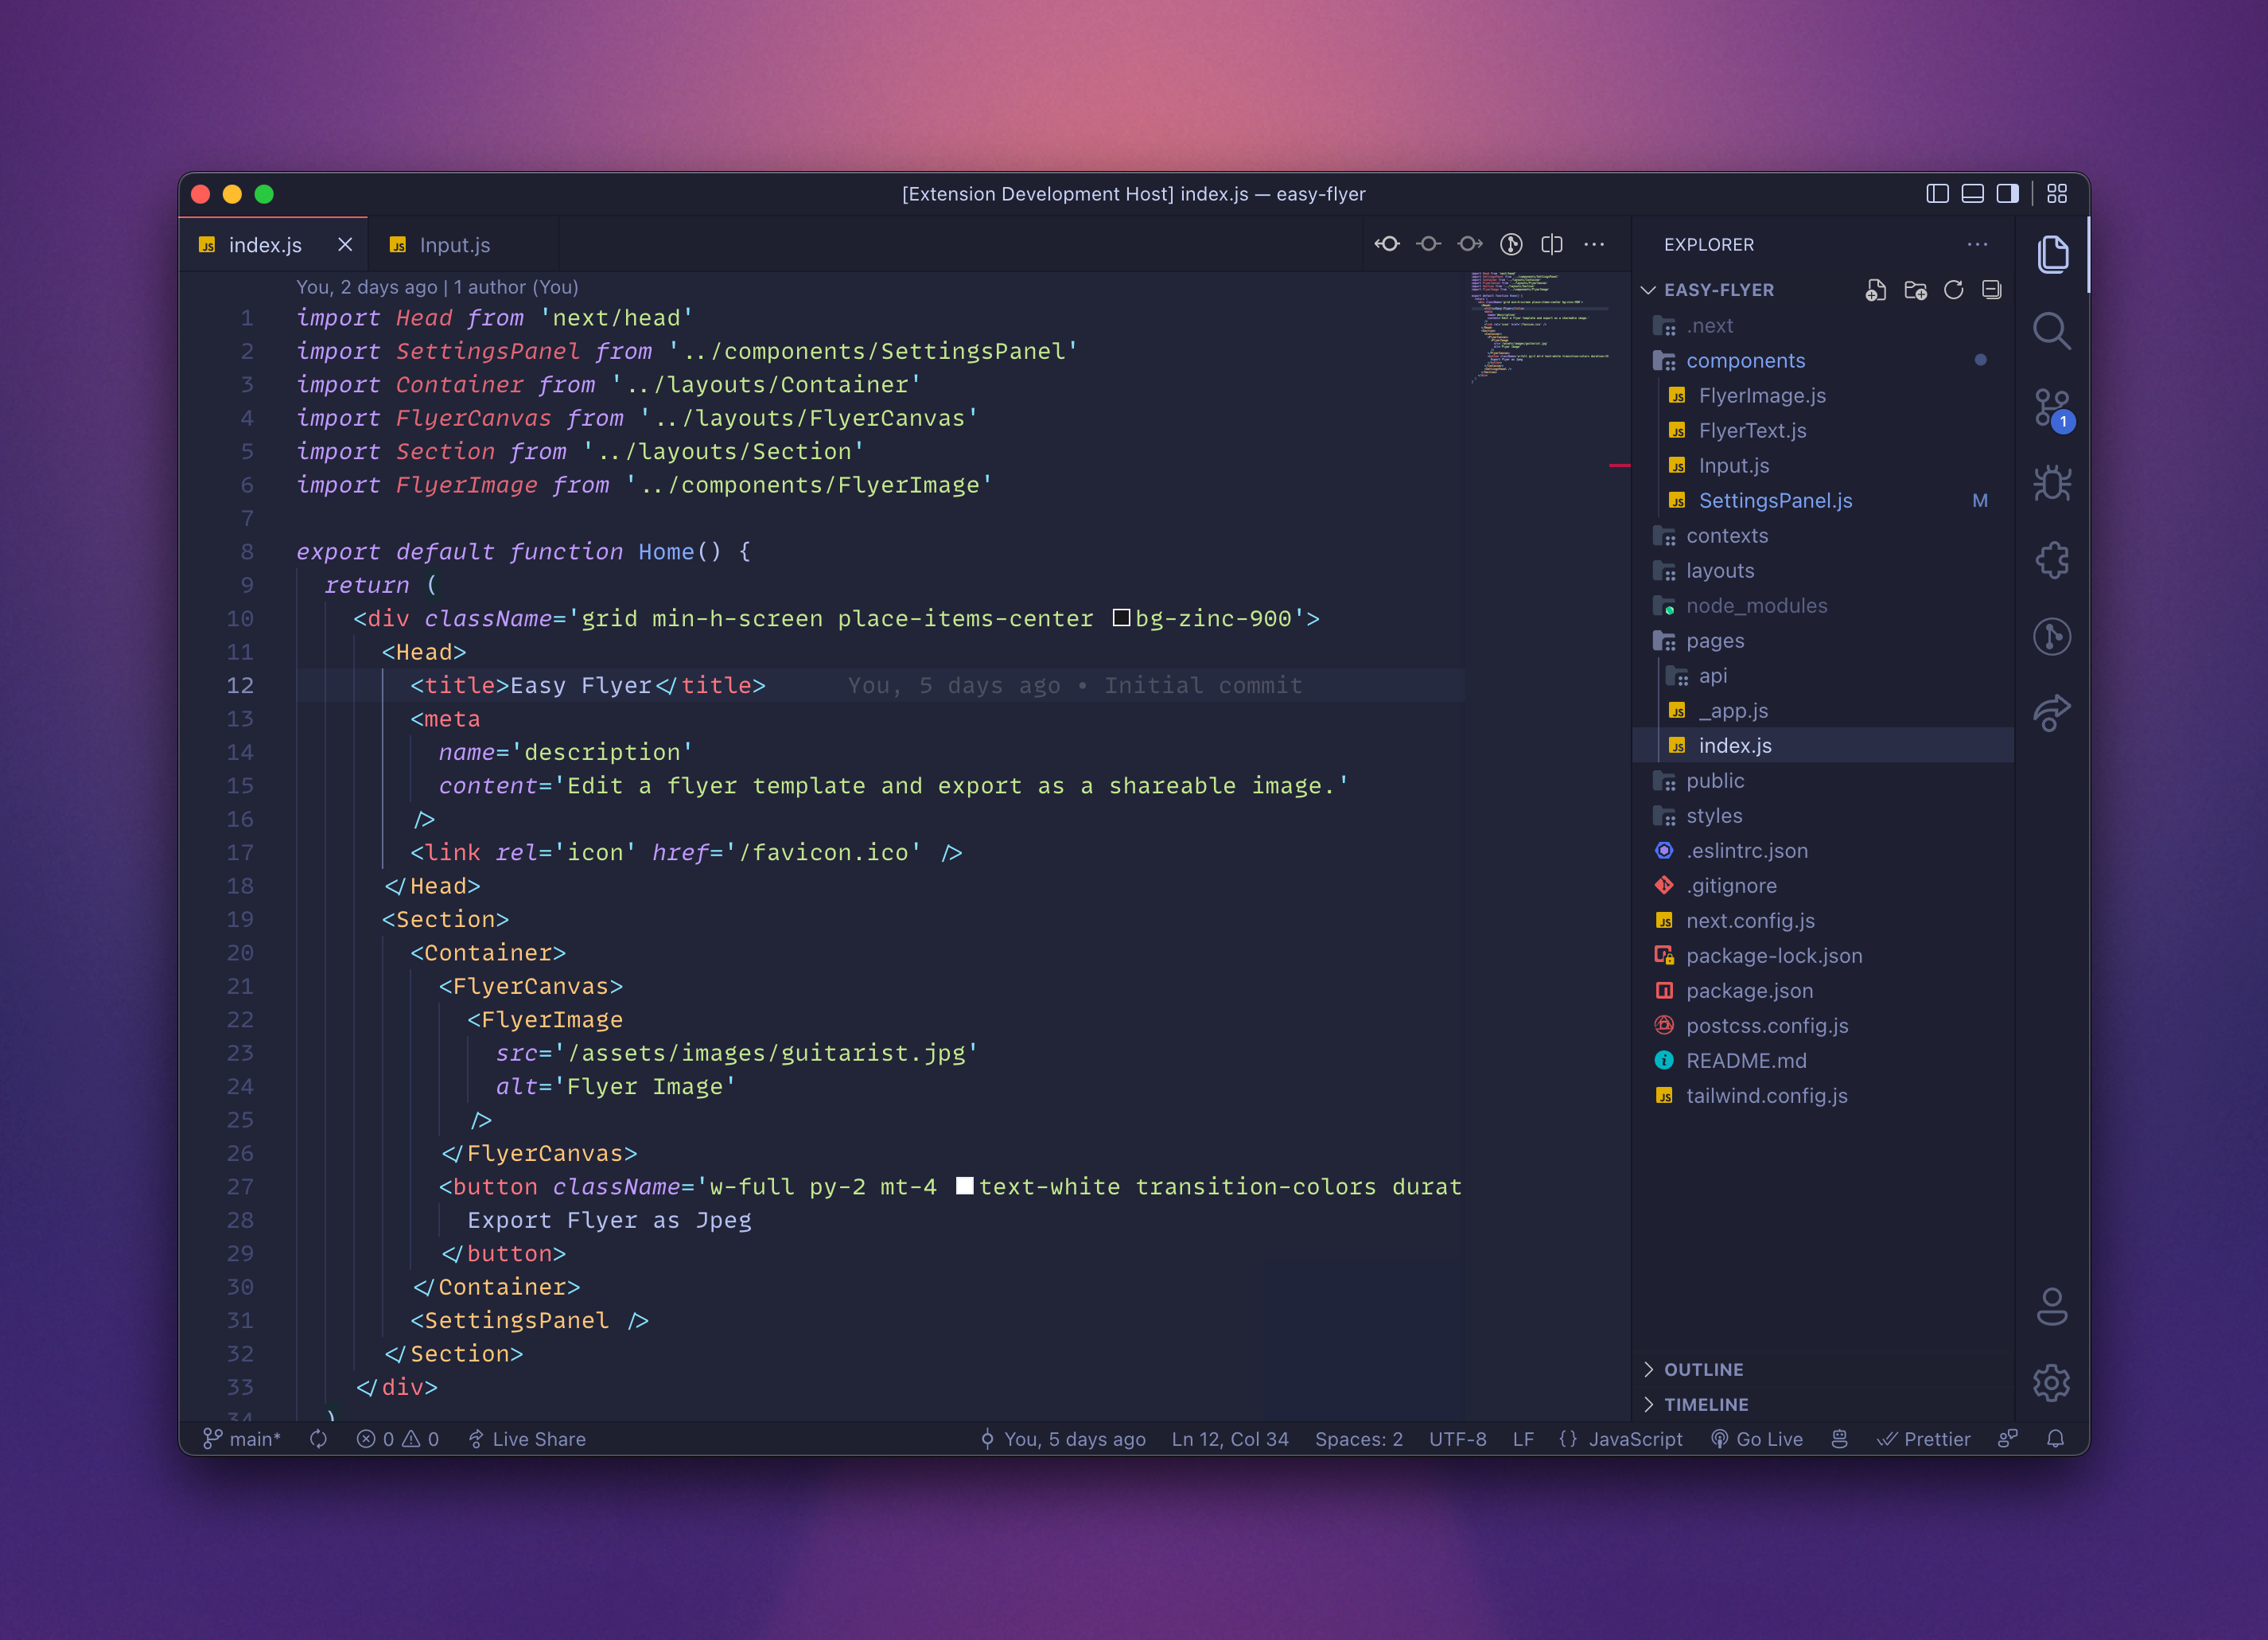 [Extension Development Host] index.js — easy-flyer
index.js
Input.js
You, 2 days ago | 1 author (You)
1 import Head from 'next/head'
2 import SettingsPanel from '../components/SettingsPanel'
3 import Container from '../layouts/Container'
4 import FlyerCanvas from '../layouts/FlyerCanvas'
5 import Section from '../layouts/Section'
6 import FlyerImage from '../components/FlyerImage'
7
8 export default function Home() {
9 return (
10 <div className='grid min-h-screen place-items-center bg-zinc-900'>
11 <Head>
12 <title>Easy Flyer</title> You, 5 days ago • Initial commit
13 <meta
14 name='description'
15 content='Edit a flyer template and export as a shareable image.'
16 />
17 <link rel='icon' href='/favicon.ico' />
18 </Head>
19 <Section>
20 <Container>
21 <FlyerCanvas>
22 <FlyerImage
23 src='/assets/images/guitarist.jpg'
24 alt='Flyer Image'
25 />
26 </FlyerCanvas>
27 <button className='w-full py-2 mt-4 text-white transition-colors durat
28 Export Flyer as Jpeg
29 </button>
30 </Container>
31 <SettingsPanel />
32 </Section>
33 </div>
34 )
EXPLORER
EASY-FLYER
.next
components
JS FlyerImage.js
JS FlyerText.js
JS Input.js
JS SettingsPanel.js M
contexts
layouts
node_modules
pages
api
JS _app.js
JS index.js
public
styles
.eslintrc.json
.gitignore
JS next.config.js
package-lock.json
package.json
postcss.config.js
README.md
JS tailwind.config.js
OUTLINE
TIMELINE
1
main* 0 0 Live Share
You, 5 days ago Ln 12, Col 34 Spaces: 2 UTF-8 LF {} JavaScript Go Live Prettier